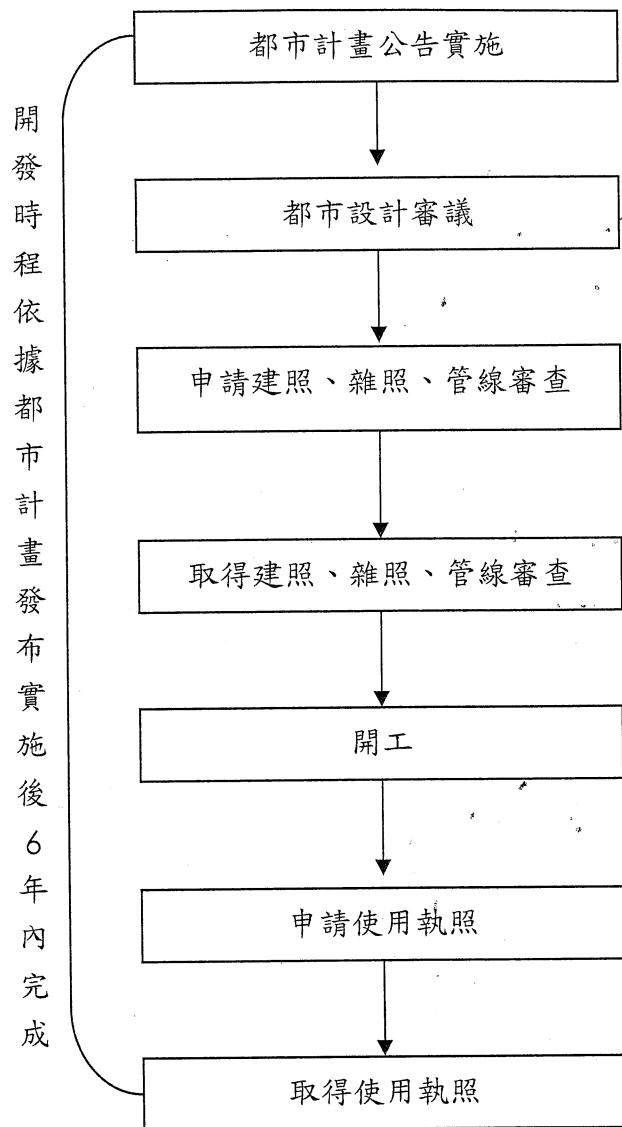 都市計畫公告實施
都市設計審議
申請建照、雜照、管線審查
取得建照、雜照、管線審查
開工
申請使用執照
取得使用執照
開發時程依據都市計畫發布實施後6年內完成